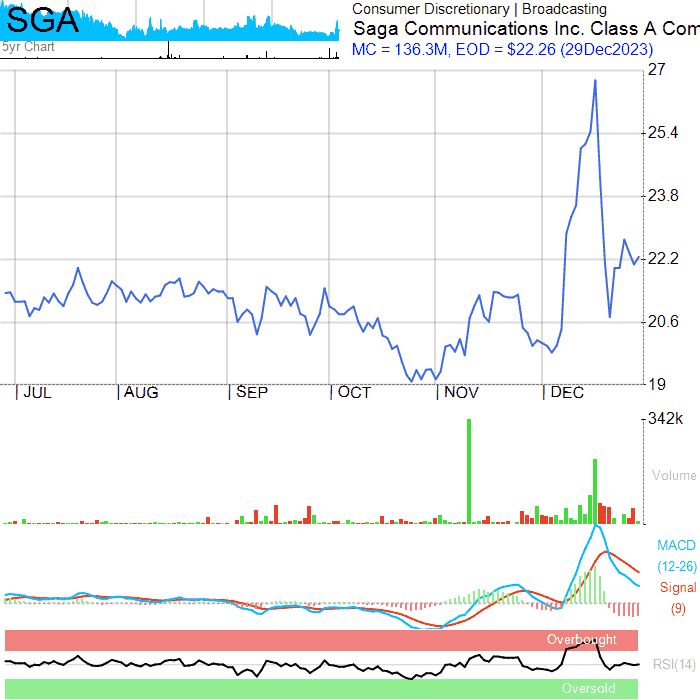 SGA
5yr Chart
Consumer Discretionary | Broadcasting
Saga Communications Inc. Class A Com
MC = 136.3M, EOD = $22.26 (29Dec2023)
27
25.4
23.8
22.2
20.6
19
| JUL | AUG | SEP | OCT | NOV | DEC
342k
Volume
MACD
(12-26)
Signal
(9)
Overbought
RSI(14)
Oversold